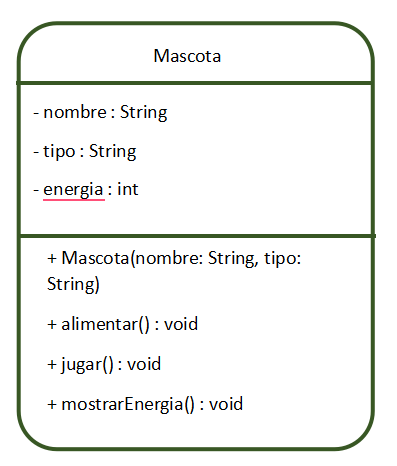 Mascota
- nombre : String
- tipo : String
- energia : int
+ Mascota(nombre: String, tipo:
String)
+ alimentar() : void
+ jugar() : void
+ mostrarEnergia() : void